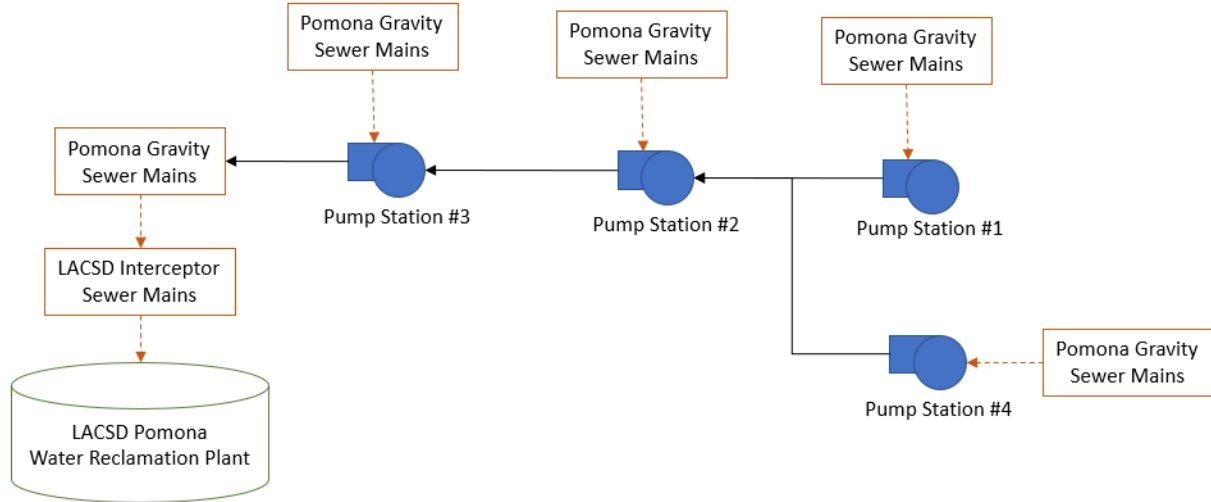 Pomona Gravity
Sewer Mains
Pomona Gravity
Sewer Mains
Pomona Gravity
Sewer Mains
Pomona Gravity
Sewer Mains
Pump Station #3
Pump Station #2
Pump Station #1
LACSD Interceptor
Sewer Mains
Pomona Gravity
Sewer Mains
Pump Station #4
LACSD Pomona
Water Reclamation Plant